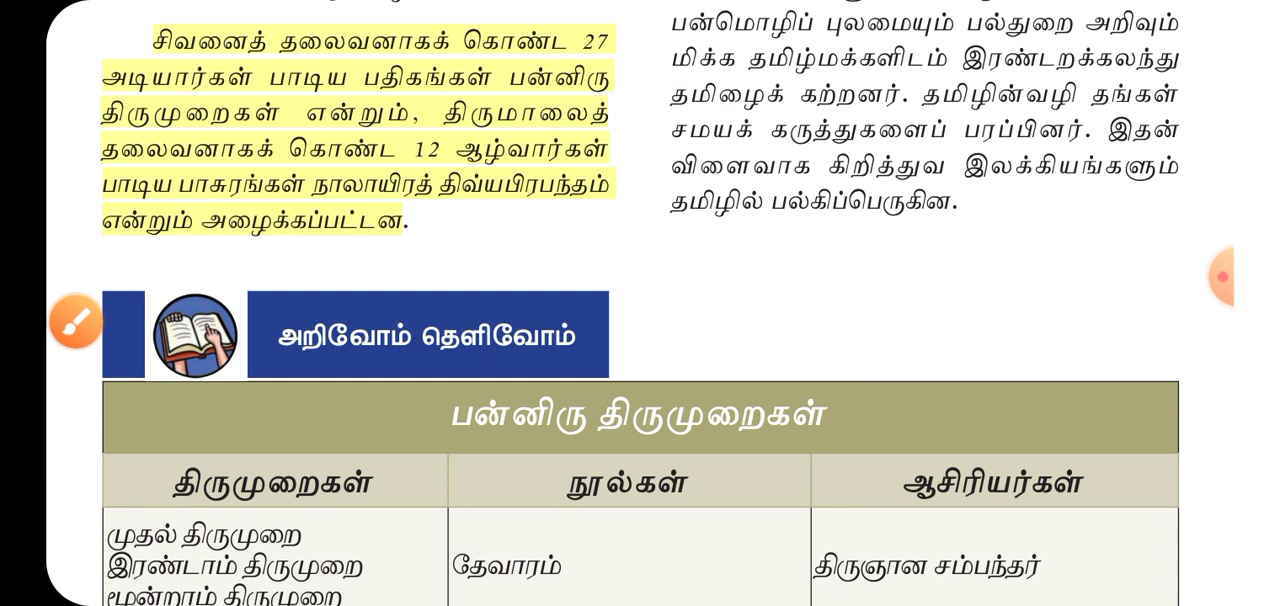 சிவனைத் தலைவனாகக் கொண்ட 27
அடியார்கள் பாடிய பதிகங்கள் பன்னிரு
திருமுறைகள் என்றும், திருமாலைத்
தலைவனாகக் கொண்ட 12 ஆழ்வார்கள்
பாடிய பாசுரங்கள் நாலாயிரத் திவ்யபிரபந்தம்
என்றும் அழைக்கப்பட்டன.
பன்மொழிப் புலமையும் பல்துறை அறிவும்
மிக்க தமிழ்மக்களிடம் இரண்டறக்கலந்து
தமிழைக் கற்றனர். தமிழின்வழி தங்கள்
சமயக் கருத்துகளைப் பரப்பினர். இதன்
விளைவாக கிறித்துவ இலக்கியங்களும்
தமிழில் பல்கிப்பெருகின.
அறிவோம் தெளிவோம்
பன்னிரு திருமுறைகள்
திருமுறைகள் நூல்கள் ஆசிரியர்கள்
முதல் திருமுறை
இரண்டாம் திருமுறை தேவாரம் திருஞான சம்பந்தர்
மூன்றாம் திருமுறை